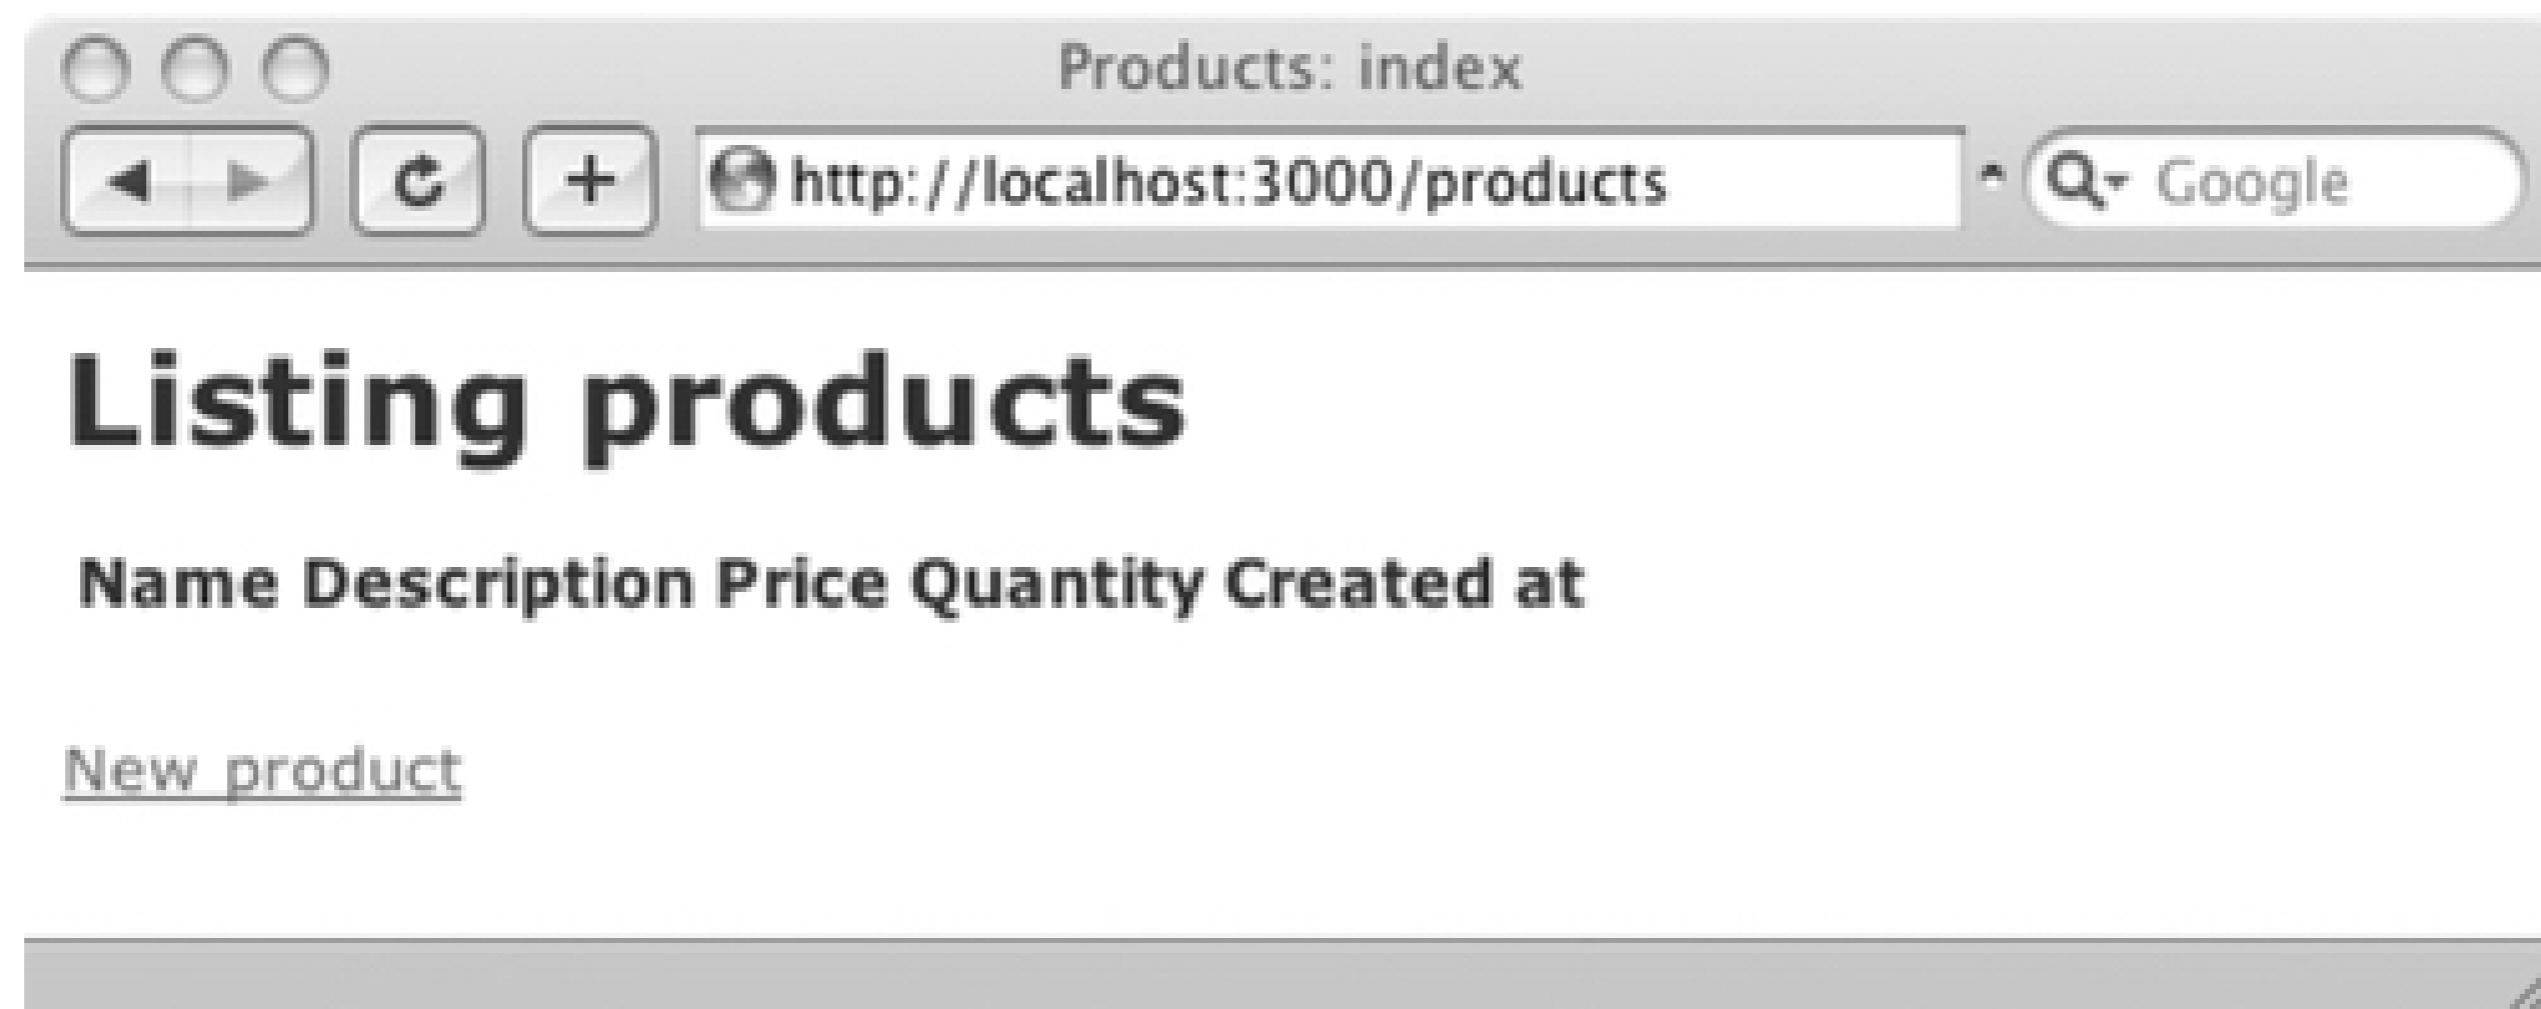 Products: index
http://localhost:3000/products
Google
Listing products
Name Description Price Quantity Created at
New product